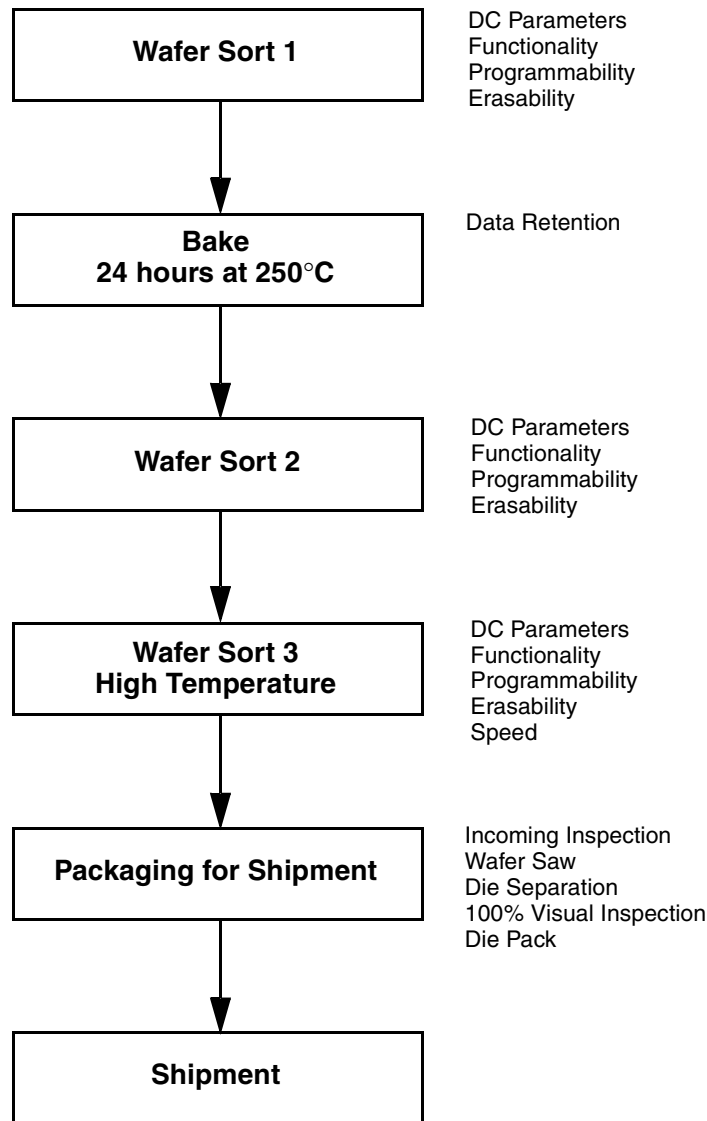 Wafer Sort 1
DC Parameters
Functionality
Programmability
Erasability
Bake
24 hours at 250°C
Data Retention
Wafer Sort 2
DC Parameters
Functionality
Programmability
Erasability
Wafer Sort 3
High Temperature
DC Parameters
Functionality
Programmability
Erasability
Speed
Packaging for Shipment
Incoming Inspection
Wafer Saw
Die Separation
100% Visual Inspection
Die Pack
Shipment